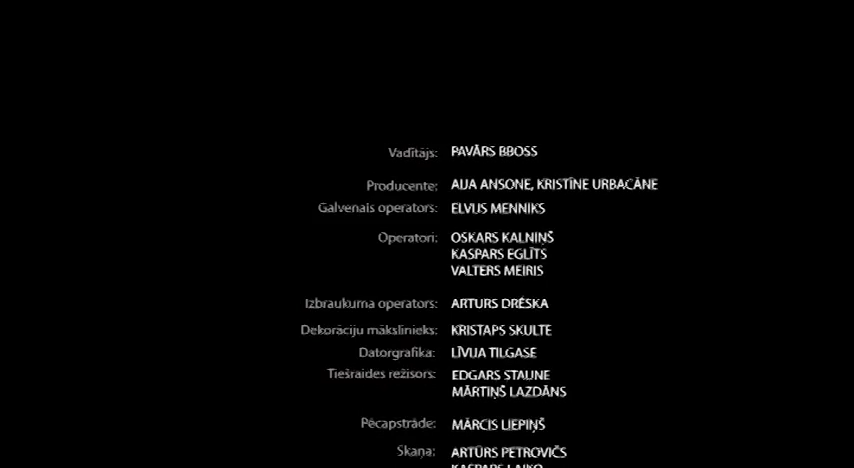 Vadītājs: PAVĀRS BBOSS
Producente: AIJA ANSONE, KRISTĪNE URBACĀNE
Galvenais operators: ELVIJS MENNIKS
Operatori: OSKARS KALNIŅŠ
KASPARS EGLĪTS
VALTERS MEIRIS
Izbraukuma operators: ARTURS DRĒSKA
Dekorāciju mākslinieks: KRISTAPS SKULTE
Datorgrafika: LĪVIJA TILGASE
Tiešraides režisors: EDGARS STAUNE
MĀRTIŅŠ LAZDĀNS
Pēcapstrāde: MĀRCIS LIEPIŅŠ
Skaņa: ARTŪRS PETROVIČS
KASPARS